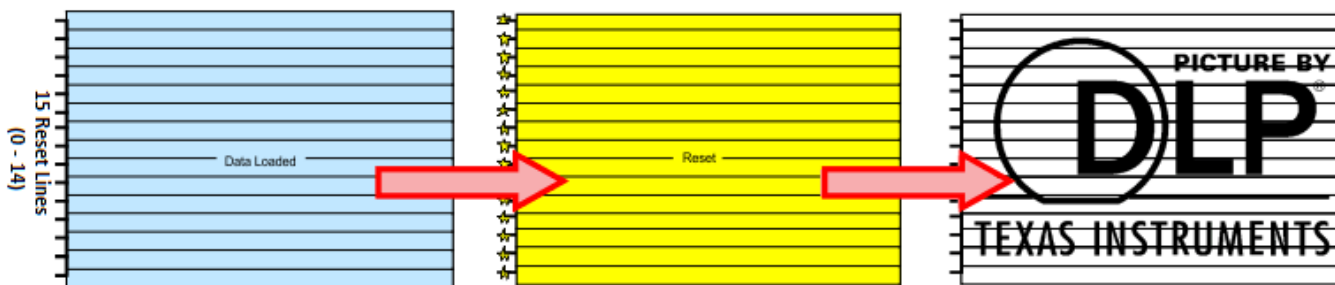 15 Reset Lines
(0 - 14)
Data Loaded
Reset
PICTURE BY
DLP®
TEXAS INSTRUMENTS